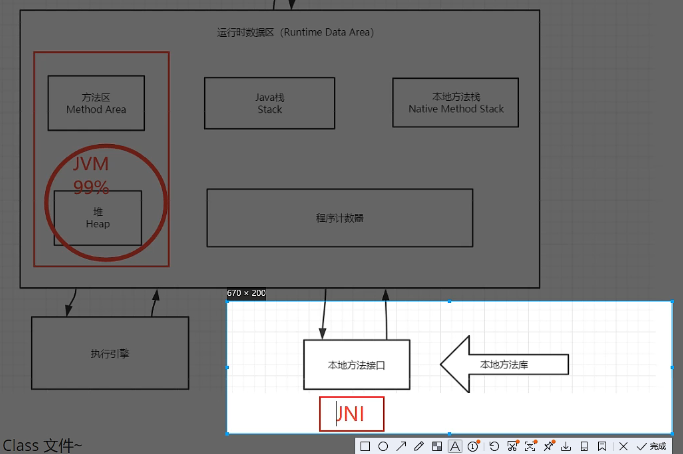 运行时数据区（Runtime Data Area）
方法区
Method Area
Java栈
Stack
本地方法栈
Native Method Stack
JVM
99%
堆
Heap
程序计数器
670 × 200
执行引擎
本地方法接口
本地方法库
JNI
Class 文件~
完成